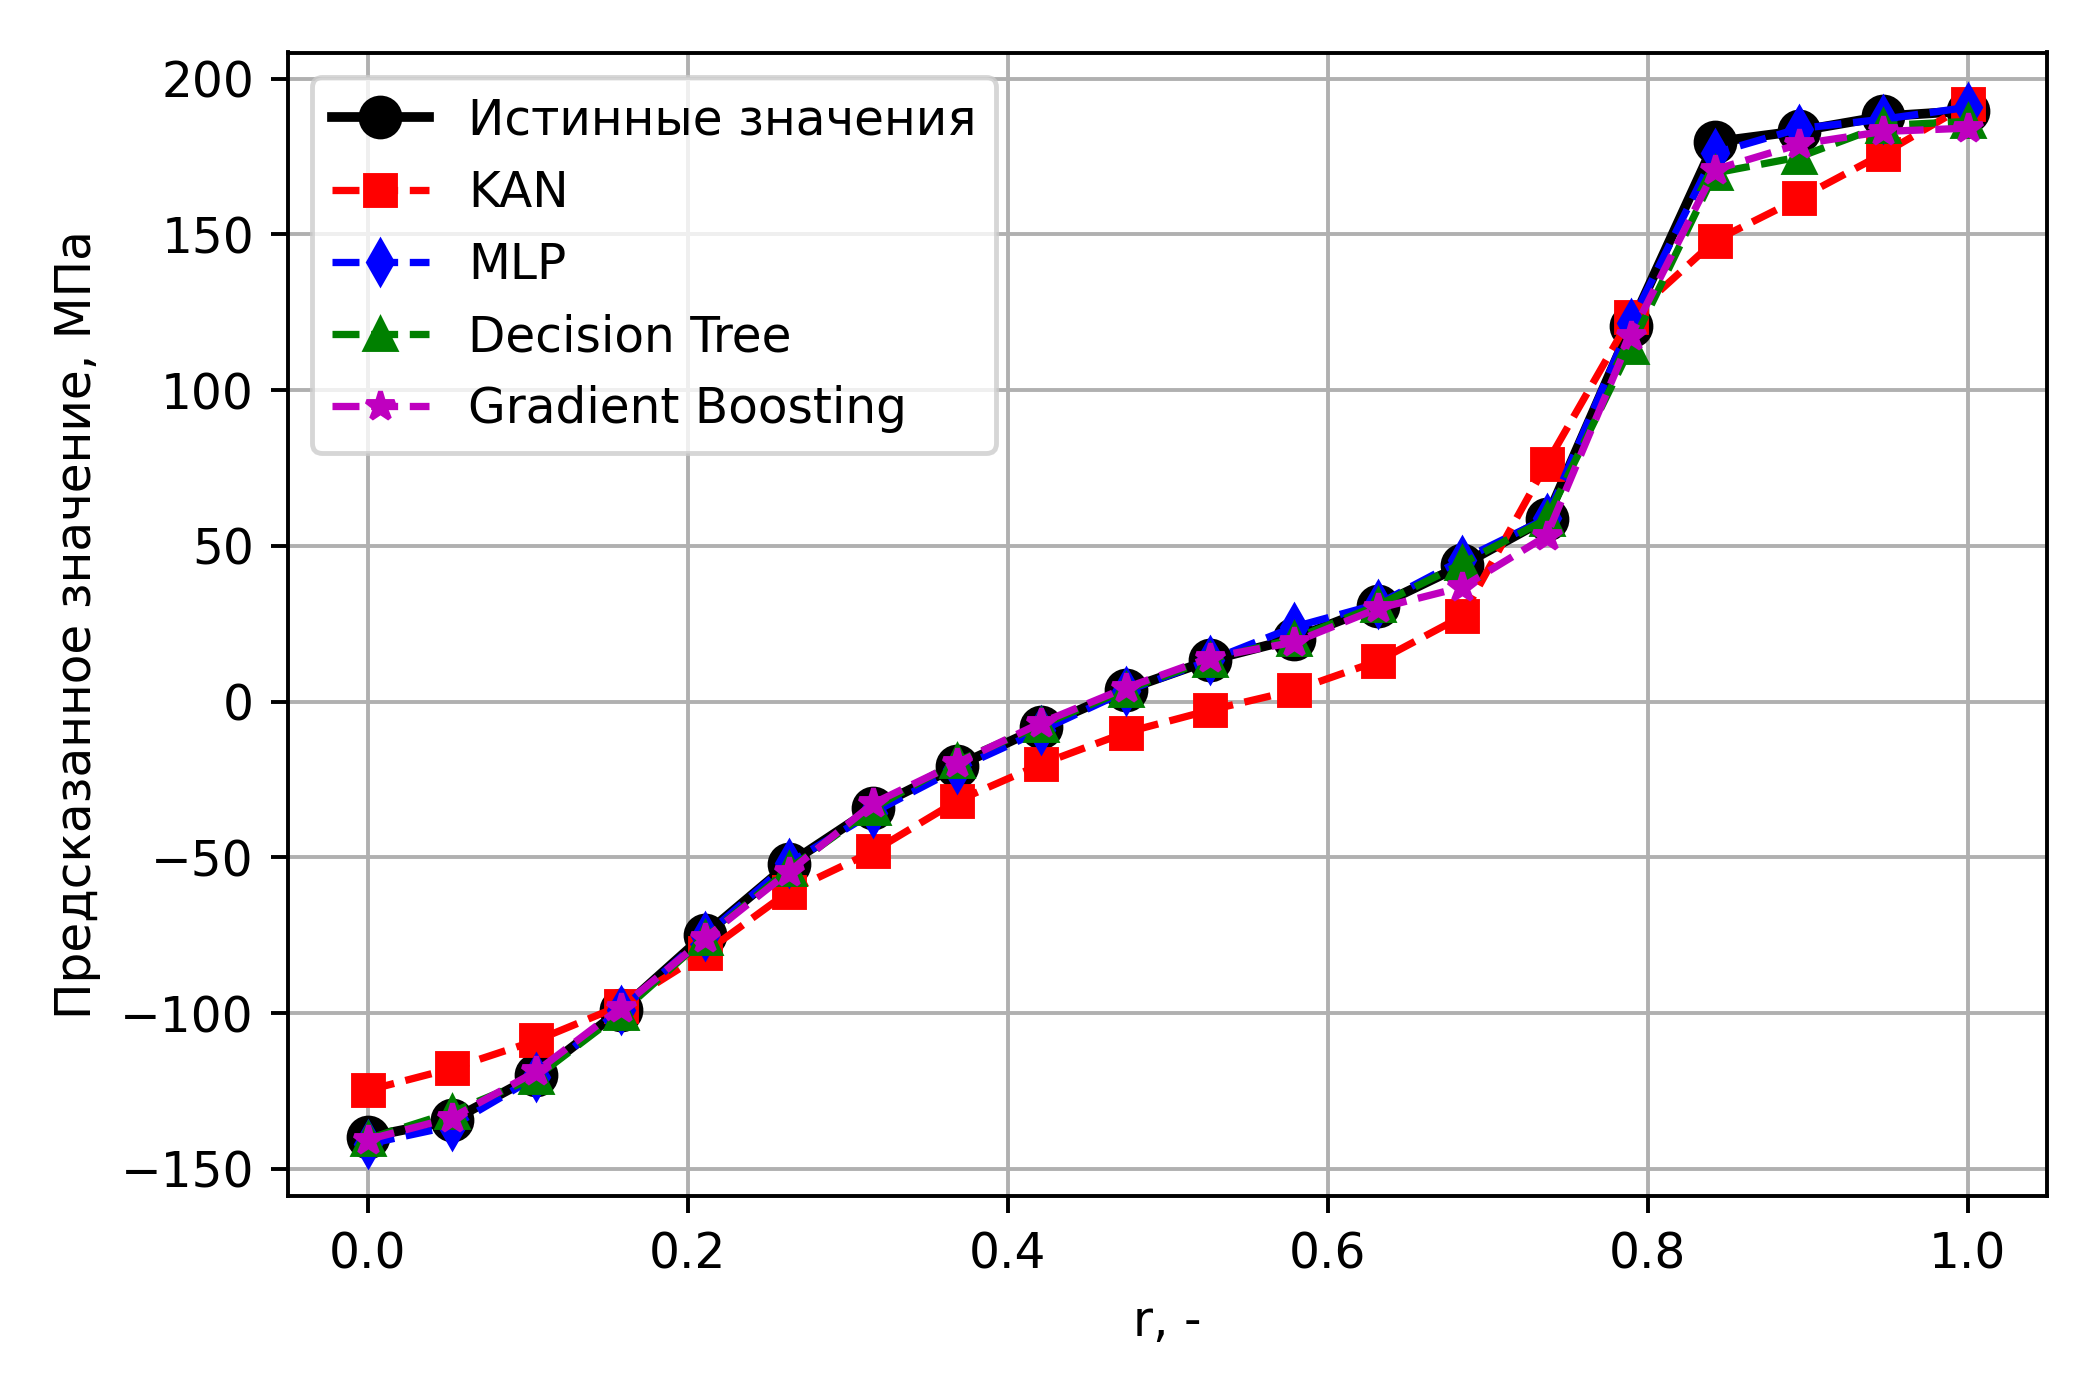 Предсказанное значение, МПа
200
150
100
50
0
−50
−100
−150
Истинные значения
KAN
MLP
Decision Tree
Gradient Boosting
0.0 0.2 0.4 0.6 0.8 1.0
r, -